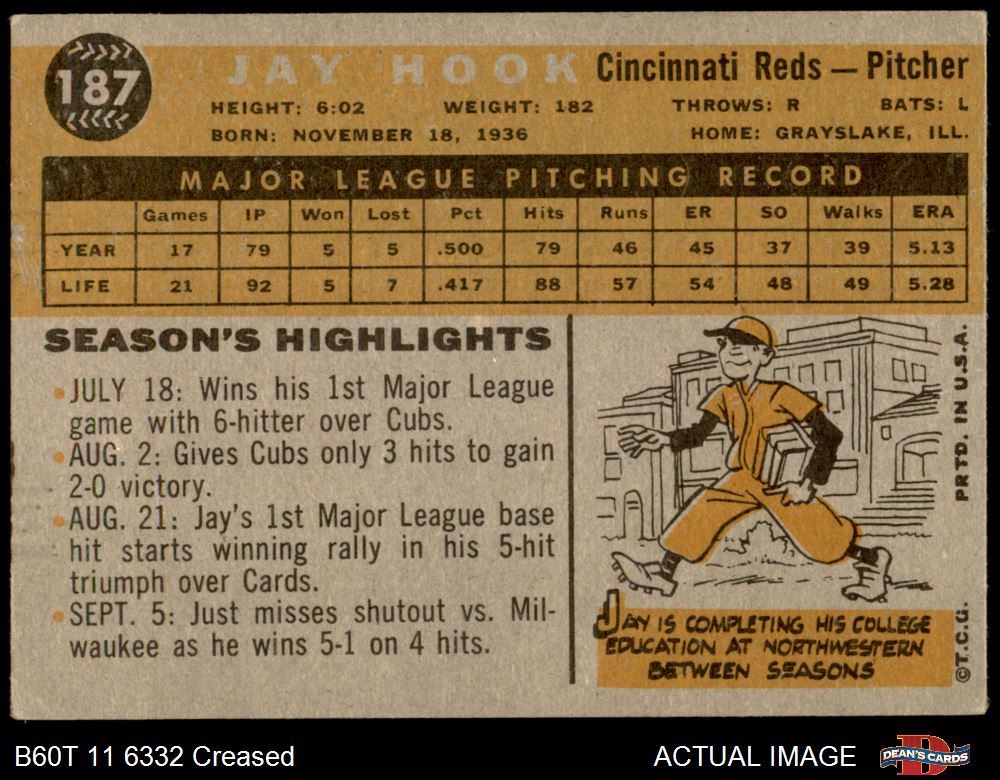 187
JAY HOOK Cincinnati Reds — Pitcher
HEIGHT: 6:02 WEIGHT: 182 THROWS: R BATS: L
BORN: NOVEMBER 18, 1936 HOME: GRAYSLAKE, ILL.
MAJOR LEAGUE PITCHING RECORD
Games IP Won Lost Pct Hits Runs ER SO Walks ERA
YEAR 17 79 5 5 .500 79 46 45 37 39 5.13
LIFE 21 92 5 7 .417 88 57 54 48 49 5.28
SEASON'S HIGHLIGHTS
•JULY 18: Wins his 1st Major League
game with 6-hitter over Cubs.
•AUG. 2: Gives Cubs only 3 hits to gain
2-0 victory.
•AUG. 21: Jay's 1st Major League base
hit starts winning rally in his 5-hit
triumph over Cards.
•SEPT. 5: Just misses shutout vs. Mil-
waukee as he wins 5-1 on 4 hits.
JAY IS COMPLETING HIS COLLEGE
EDUCATION AT NORTHWESTERN
BETWEEN SEASONS
©T.C.G. PRTD. IN U.S.A.
B60T 11 6332 Creased
ACTUAL IMAGE
DEAN'S CARDS